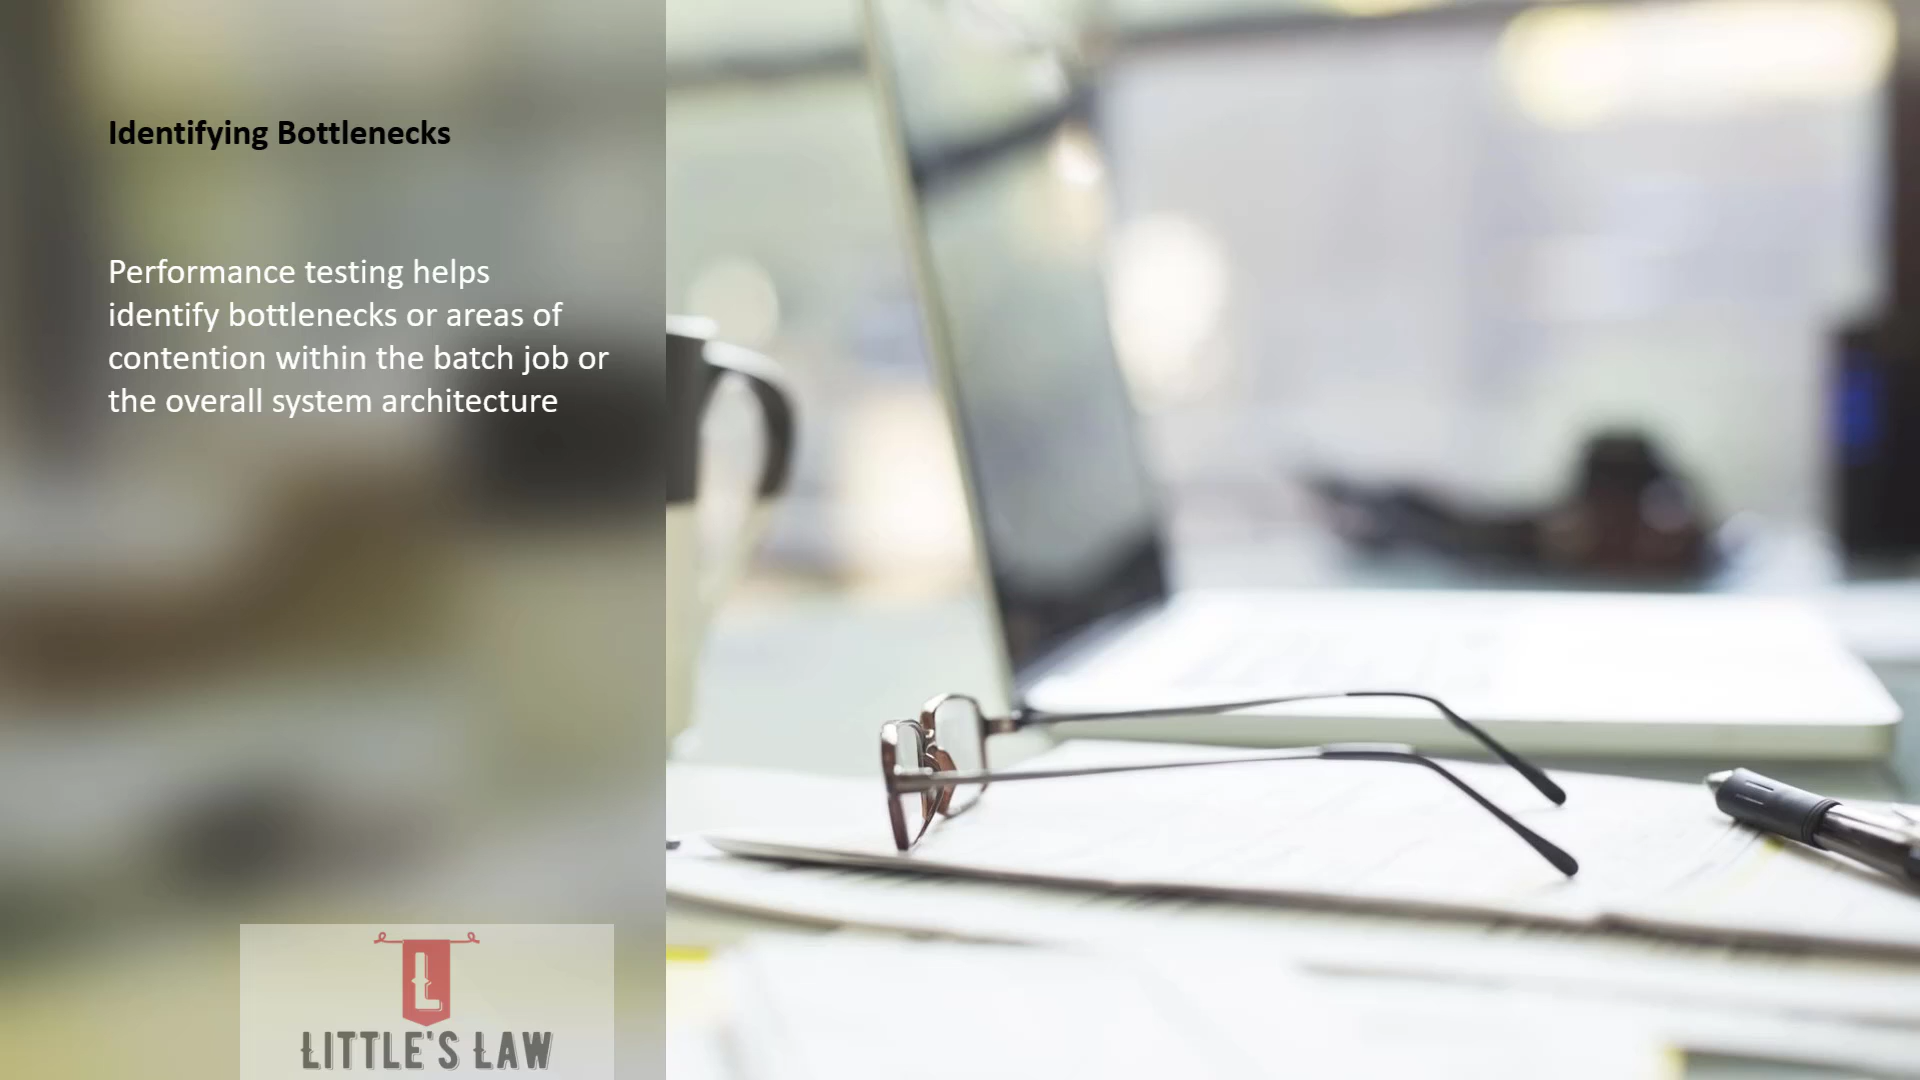 Identifying Bottlenecks
Performance testing helps
identify bottlenecks or areas of
contention within the batch job or
the overall system architecture
L
LITTLE'S LAW